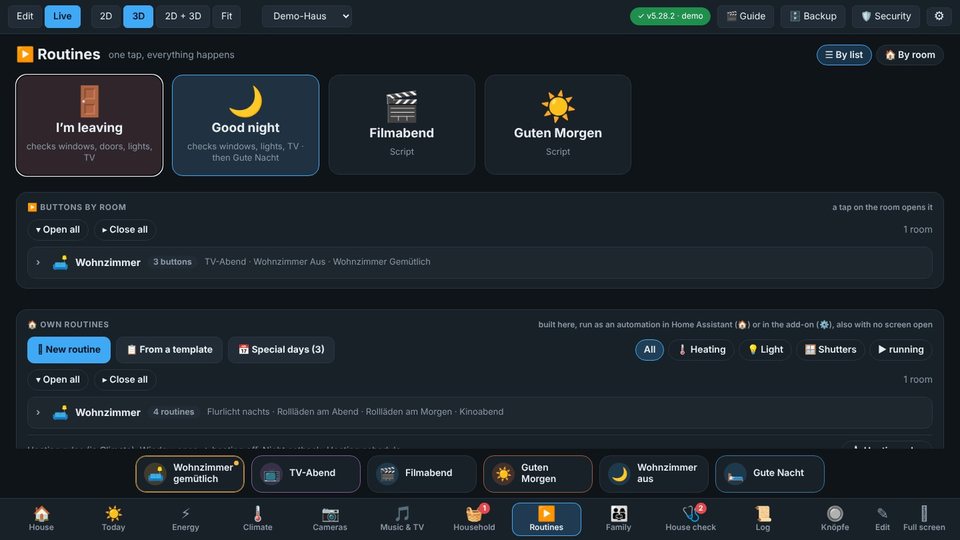 Edit Live 2D 3D 2D + 3D Fit Demo-Haus ✓ v5.28.2 · demo Guide Backup Security
Routines one tap, everything happens By list By room
I'm leaving
checks windows, doors, lights,
TV
Good night
checks windows, lights, TV ·
then Gute Nacht
Filmabend
Script
Guten Morgen
Script
BUTTONS BY ROOM a tap on the room opens it
▾ Open all ▸ Close all 1 room
› Wohnzimmer 3 buttons TV-Abend · Wohnzimmer Aus · Wohnzimmer Gemütlich
OWN ROUTINES built here, run as an automation in Home Assistant (🏠) or in the add-on (⚙️), also with no screen open
New routine From a template Special days (3) All Heating Light Shutters ▶ running
▾ Open all ▸ Close all 1 room
› Wohnzimmer 4 routines Flurlicht nachts · Rollläden am Abend · Rollläden am Morgen · Kinoabend
Wohnzimmer
gemütlich
TV-Abend
Filmabend
Guten
Morgen
Wohnzimmer
aus
Gute Nacht
House Today Energy Climate Cameras Music & TV Household 1 Routines Family House check 2 Log Knöpfe Edit Full screen